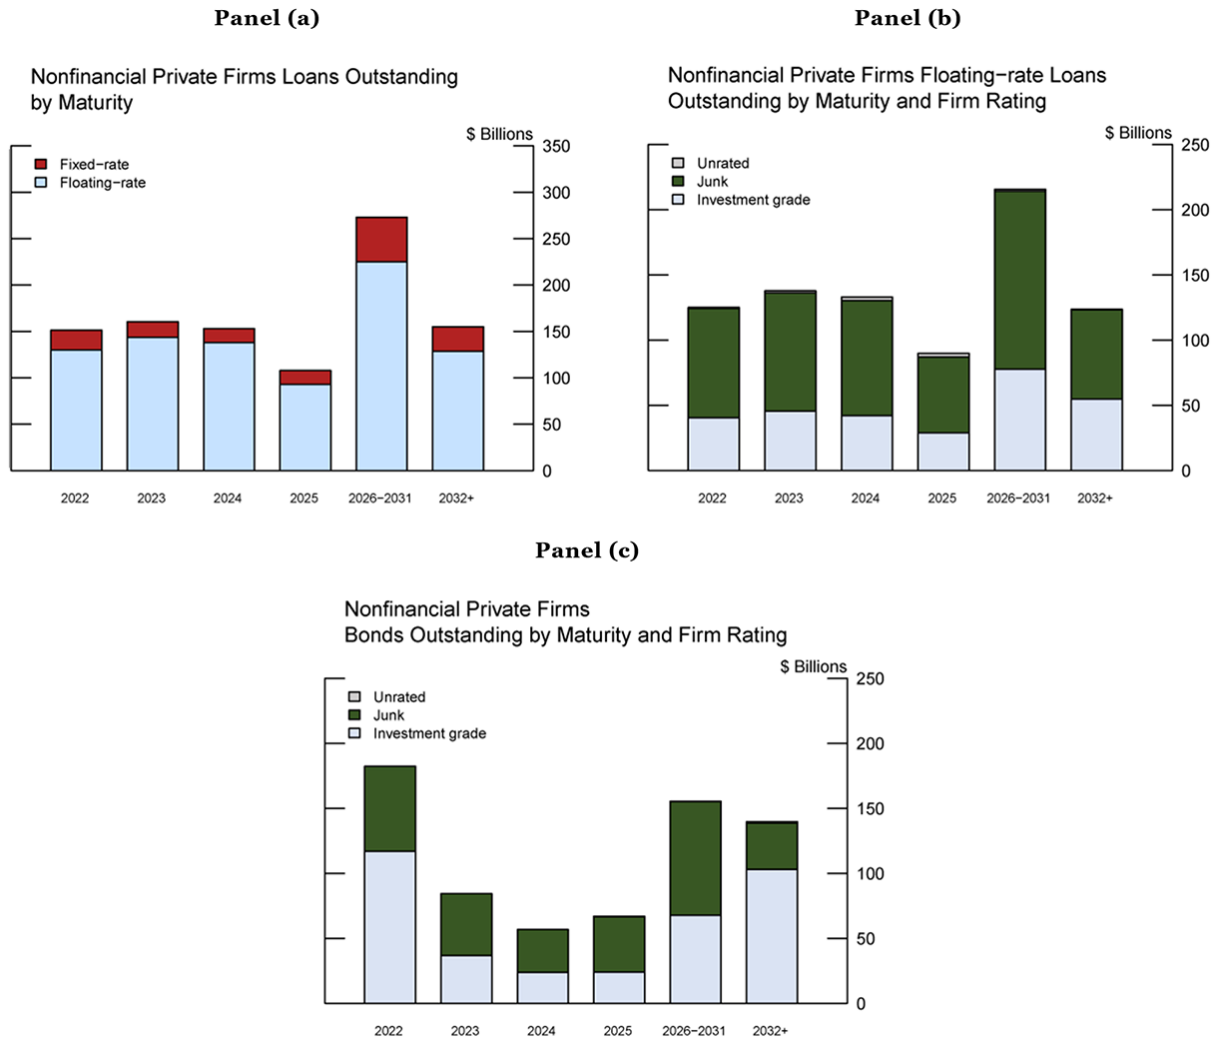 Panel (a)
Nonfinancial Private Firms Loans Outstanding
by Maturity
$ Billions
Fixed−rate
Floating−rate
350
300
250
200
150
100
50
0
2022
2023
2024
2025
2026−2031
2032+
Panel (b)
Nonfinancial Private Firms Floating−rate Loans
Outstanding by Maturity and Firm Rating
$ Billions
Unrated
Junk
Investment grade
250
200
150
100
50
0
2022
2023
2024
2025
2026−2031
2032+
Panel (c)
Nonfinancial Private Firms
Bonds Outstanding by Maturity and Firm Rating
$ Billions
Unrated
Junk
Investment grade
250
200
150
100
50
0
2022
2023
2024
2025
2026−2031
2032+